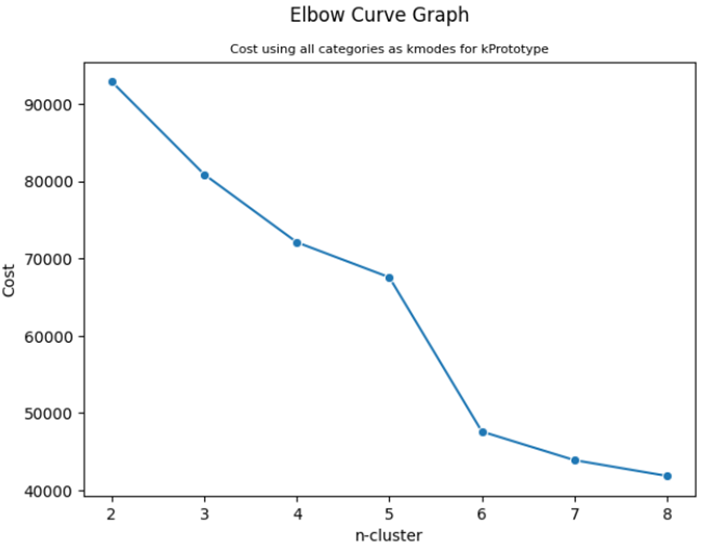 Elbow Curve Graph
Cost using all categories as kmodes for kPrototype
90000
80000
70000
60000
50000
40000
Cost
2 3 4 5 6 7 8
n-cluster